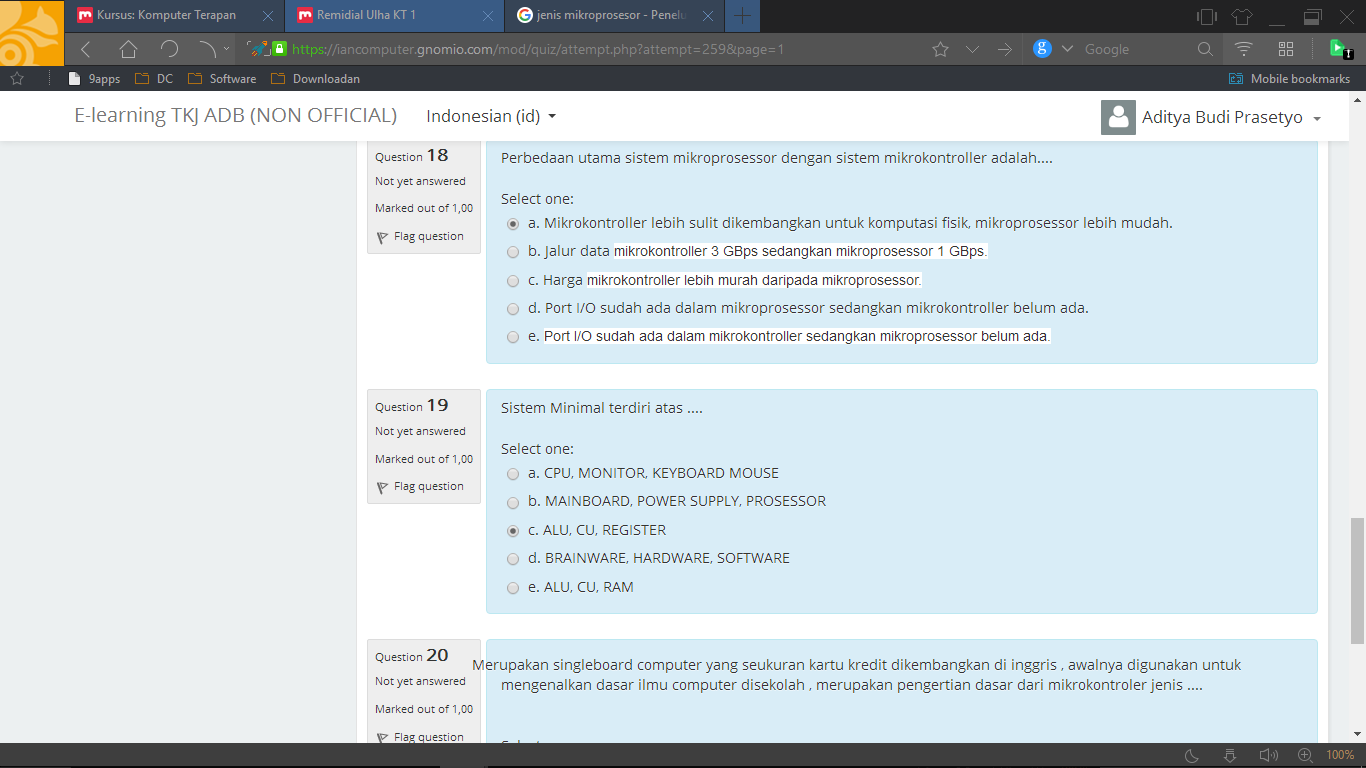 Kursus: Komputer Terapan
Remidial Ulha KT 1
jenis mikroprosesor - Penelu
https://iancomputer.gnomio.com/mod/quiz/attempt.php?attempt=259&page=1
Google
9apps
DC
Software
Downloadan
Mobile bookmarks
E-learning TKJ ADB (NON OFFICIAL)
Indonesian (id)
Aditya Budi Prasetyo
Question 18
Not yet answered
Marked out of 1,00
Flag question
Perbedaan utama sistem mikroprosessor dengan sistem mikrokontroller adalah....
Select one:
a. Mikrokontroller lebih sulit dikembangkan untuk komputasi fisik, mikroprosessor lebih mudah.
b. Jalur data mikrokontroller 3 GBps sedangkan mikroprosessor 1 GBps.
c. Harga mikrokontroller lebih murah daripada mikroprosessor.
d. Port I/O sudah ada dalam mikroprosessor sedangkan mikrokontroller belum ada.
e. Port I/O sudah ada dalam mikrokontroller sedangkan mikroprosessor belum ada.
Question 19
Not yet answered
Marked out of 1,00
Flag question
Sistem Minimal terdiri atas ....
Select one:
a. CPU, MONITOR, KEYBOARD MOUSE
b. MAINBOARD, POWER SUPPLY, PROSESSOR
c. ALU, CU, REGISTER
d. BRAINWARE, HARDWARE, SOFTWARE
e. ALU, CU, RAM
Question 20
Not yet answered
Marked out of 1,00
Flag question
Merupakan singleboard computer yang seukuran kartu kredit dikembangkan di inggris , awalnya digunakan untuk
mengenalkan dasar ilmu computer disekolah , merupakan pengertian dasar dari mikrokontroler jenis ....
100%